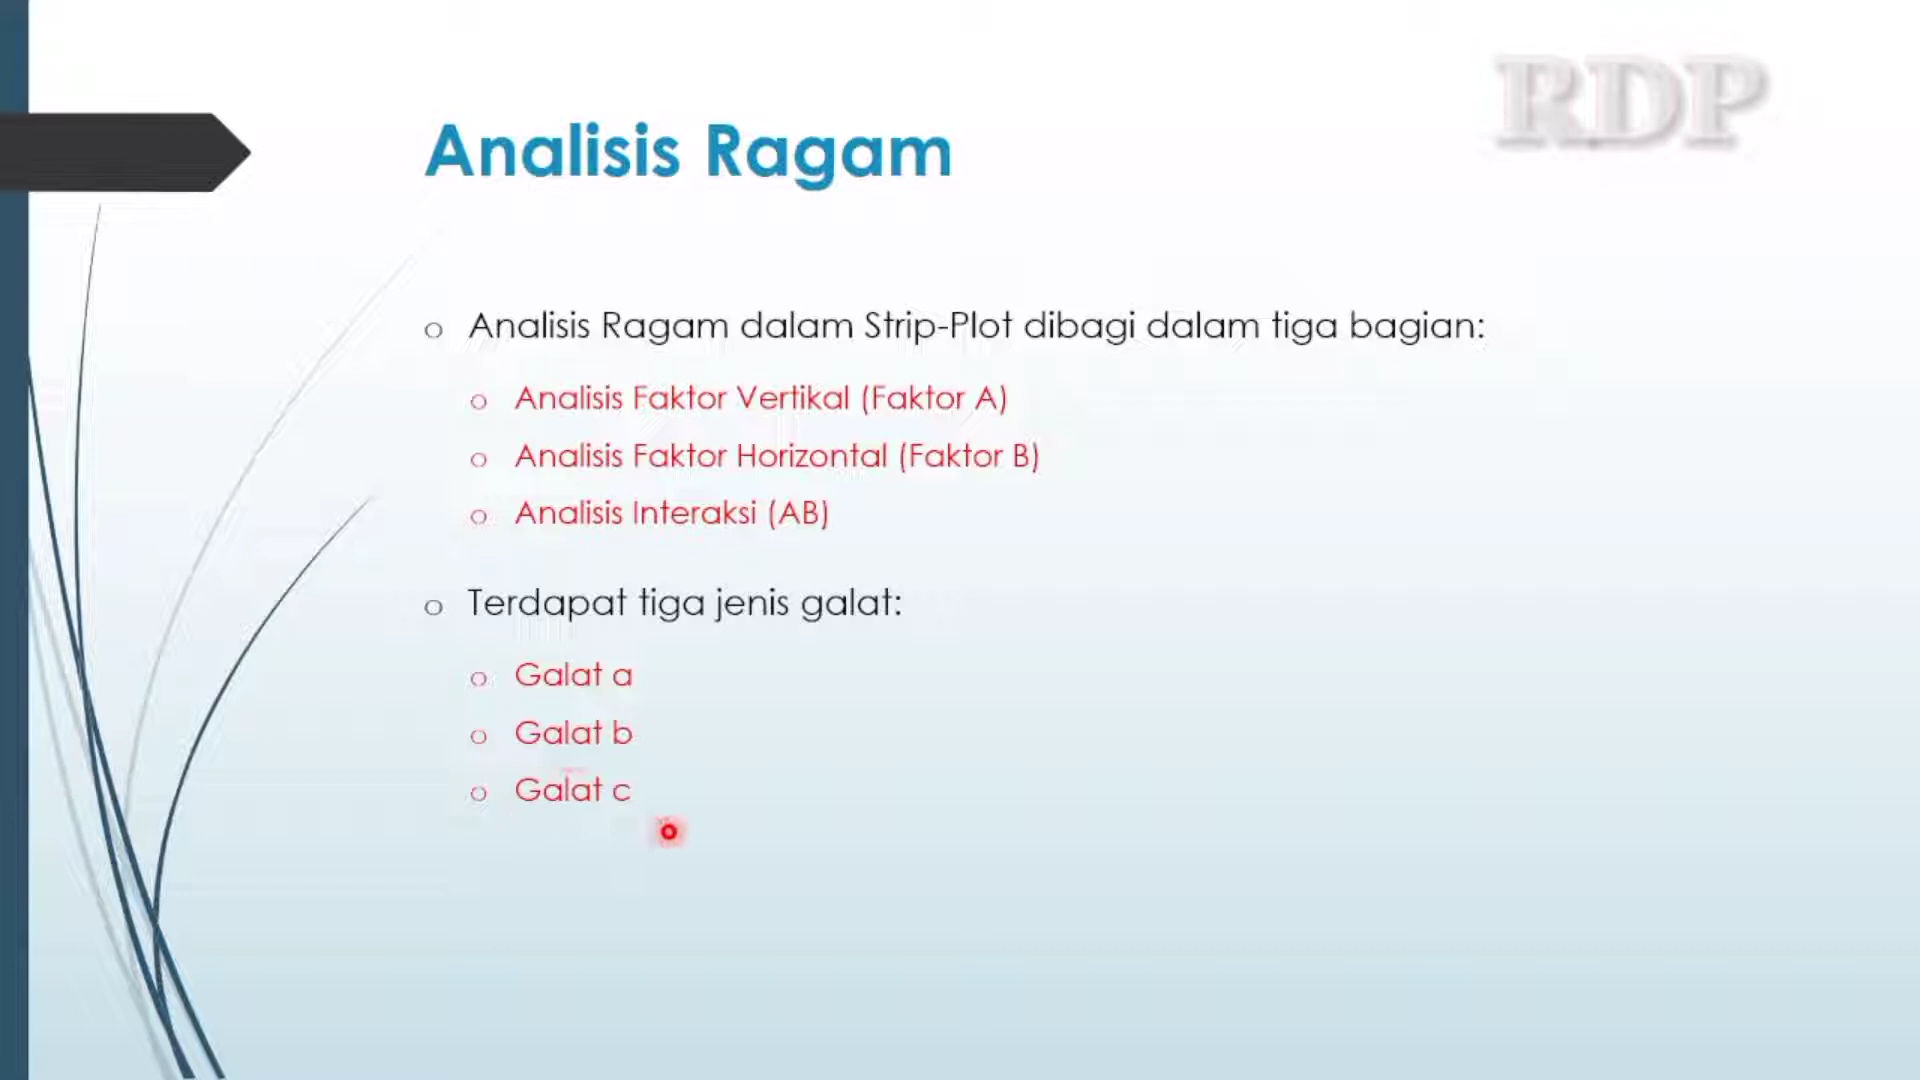 RDP
Analisis Ragam
Analisis Ragam dalam Strip-Plot dibagi dalam tiga bagian:
Analisis Faktor Vertikal (Faktor A)
Analisis Faktor Horizontal (Faktor B)
Analisis Interaksi (AB)
Terdapat tiga jenis galat:
Galat a
Galat b
Galat c